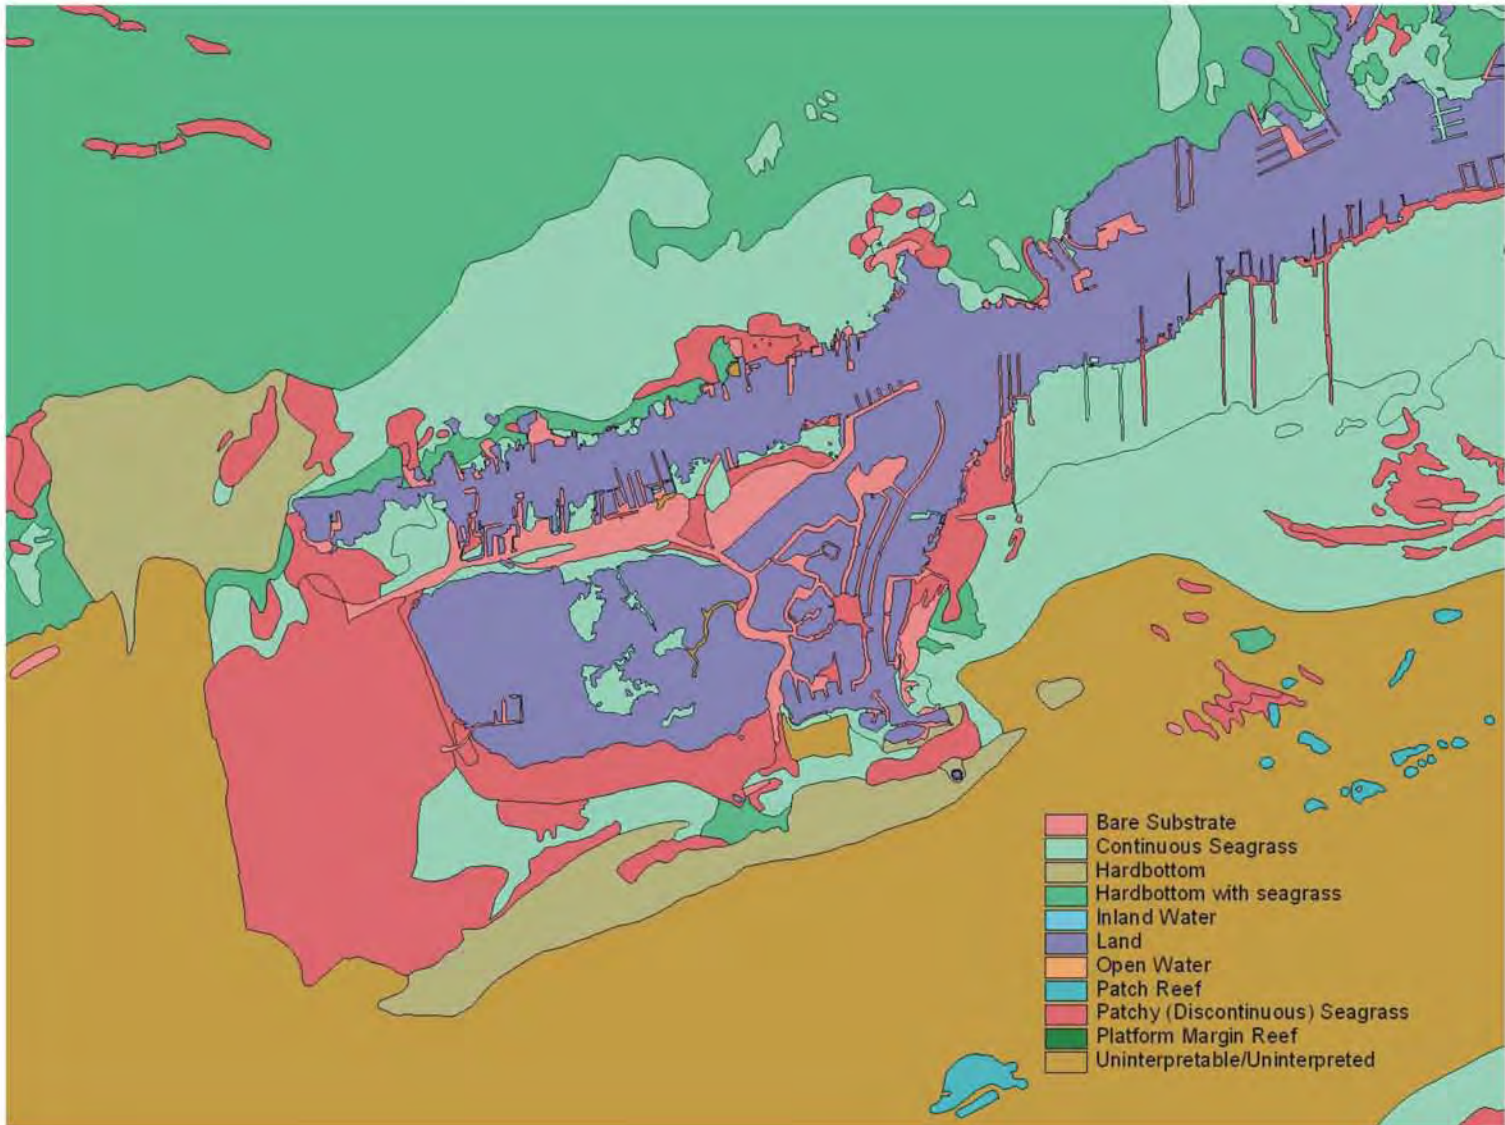 Bare Substrate
Continuous Seagrass
Hardbottom
Hardbottom with seagrass
Inland Water
Land
Open Water
Patch Reef
Patchy (Discontinuous) Seagrass
Platform Margin Reef
Uninterpretable/Uninterpreted